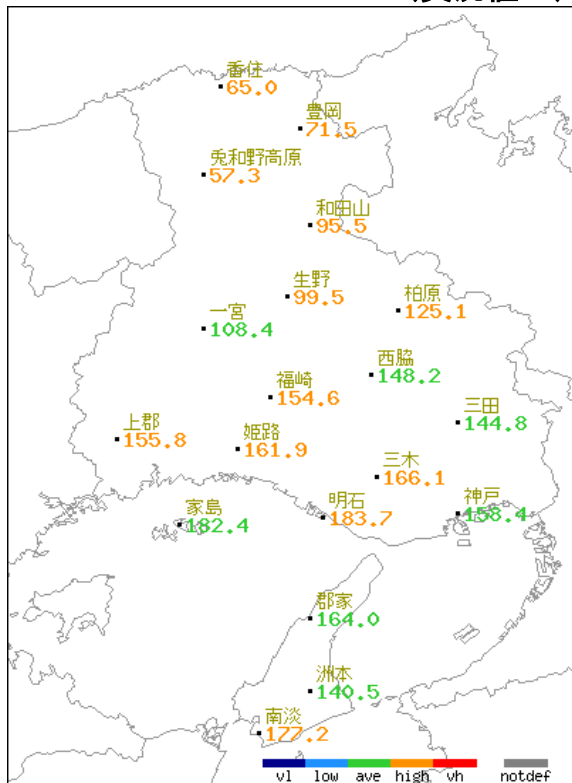 香住
65.0
豊岡
71.5
兎和野高原
57.3
和田山
95.5
生野
99.5
柏原
125.1
一宮
108.4
西脇
148.2
福崎
154.6
三田
144.8
上郡
155.8
姫路
161.9
三木
166.1
家島
182.4
明石
183.7
神戸
158.4
郡家
164.0
洲本
140.5
南淡
177.2
vl low ave high vh notdef